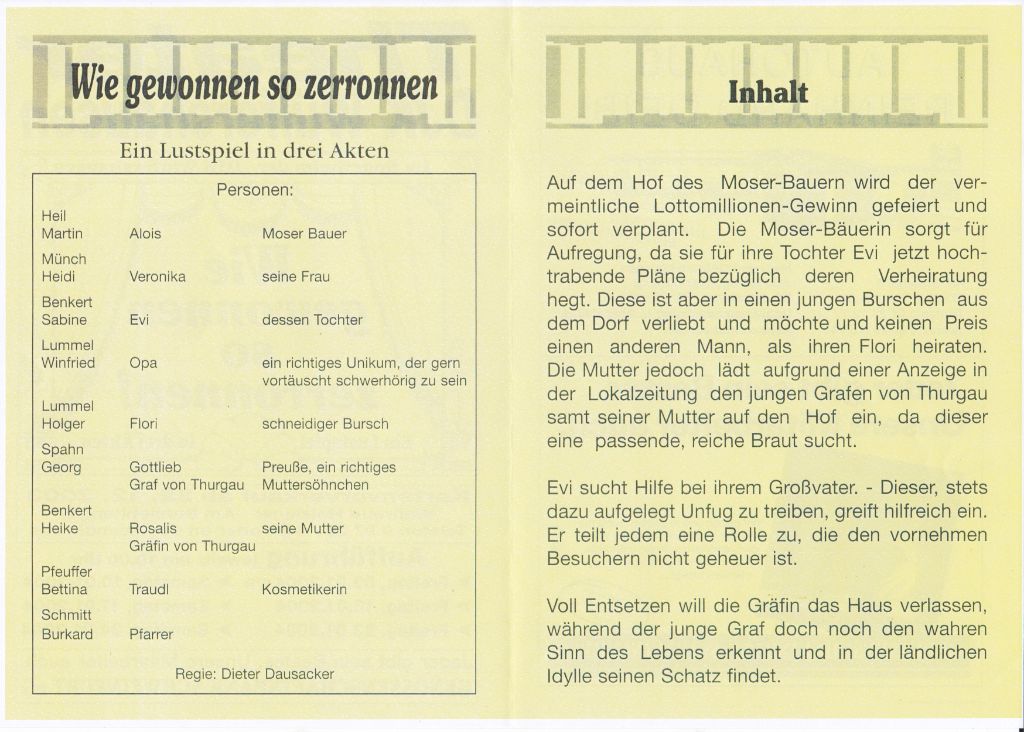 Wie gewonnen so zerronnen
Ein Lustspiel in drei Akten
Personen:
Heil
Martin Alois Moser Bauer
Münch
Heidi Veronika seine Frau
Benkert
Sabine Evi dessen Tochter
Lummel
Winfried Opa ein richtiges Unikum, der gern
vortäuscht schwerhörig zu sein
Lummel
Holger Flori schneidiger Bursch
Spahn
Georg Gottlieb Preuße, ein richtiges
Graf von Thurgau Muttersöhnchen
Benkert
Heike Rosalis seine Mutter
Gräfin von Thurgau
Pfeuffer
Bettina Traudl Kosmetikerin
Schmitt
Burkard Pfarrer
Regie: Dieter Dausacker
Inhalt
Auf dem Hof des Moser-Bauern wird der ver-
meintliche Lottomillionen-Gewinn gefeiert und
sofort verplant. Die Moser-Bäuerin sorgt für
Aufregung, da sie für ihre Tochter Evi jetzt hoch-
trabende Pläne bezüglich deren Verheiratung
hegt. Diese ist aber in einen jungen Burschen aus
dem Dorf verliebt und möchte und keinen Preis
einen anderen Mann, als ihren Flori heiraten.
Die Mutter jedoch lädt aufgrund einer Anzeige in
der Lokalzeitung den jungen Grafen von Thurgau
samt seiner Mutter auf den Hof ein, da dieser
eine passende, reiche Braut sucht.
Evi sucht Hilfe bei ihrem Großvater. - Dieser, stets
dazu aufgelegt Unfug zu treiben, greift hilfreich ein.
Er teilt jedem eine Rolle zu, die den vornehmen
Besuchern nicht geheuer ist.
Voll Entsetzen will die Gräfin das Haus verlassen,
während der junge Graf doch noch den wahren
Sinn des Lebens erkennt und in der ländlichen
Idylle seinen Schatz findet.